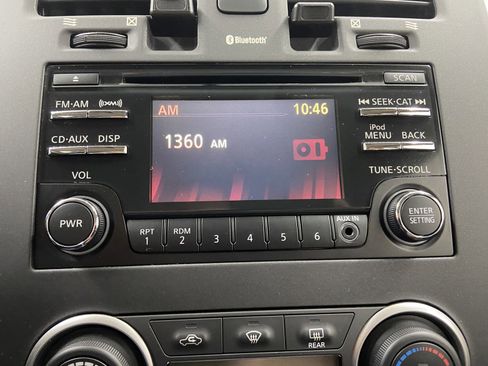 Bluetooth
SCAN
FM·AM
(XM)
AM
10:46
SEEK·CAT
1360 AM
CD·AUX
DISP
iPod
MENU
BACK
VOL
TUNE·SCROLL
PWR
RPT
1
RDM
2
3
4
5
6
AUX IN
ENTER
SETTING
REAR